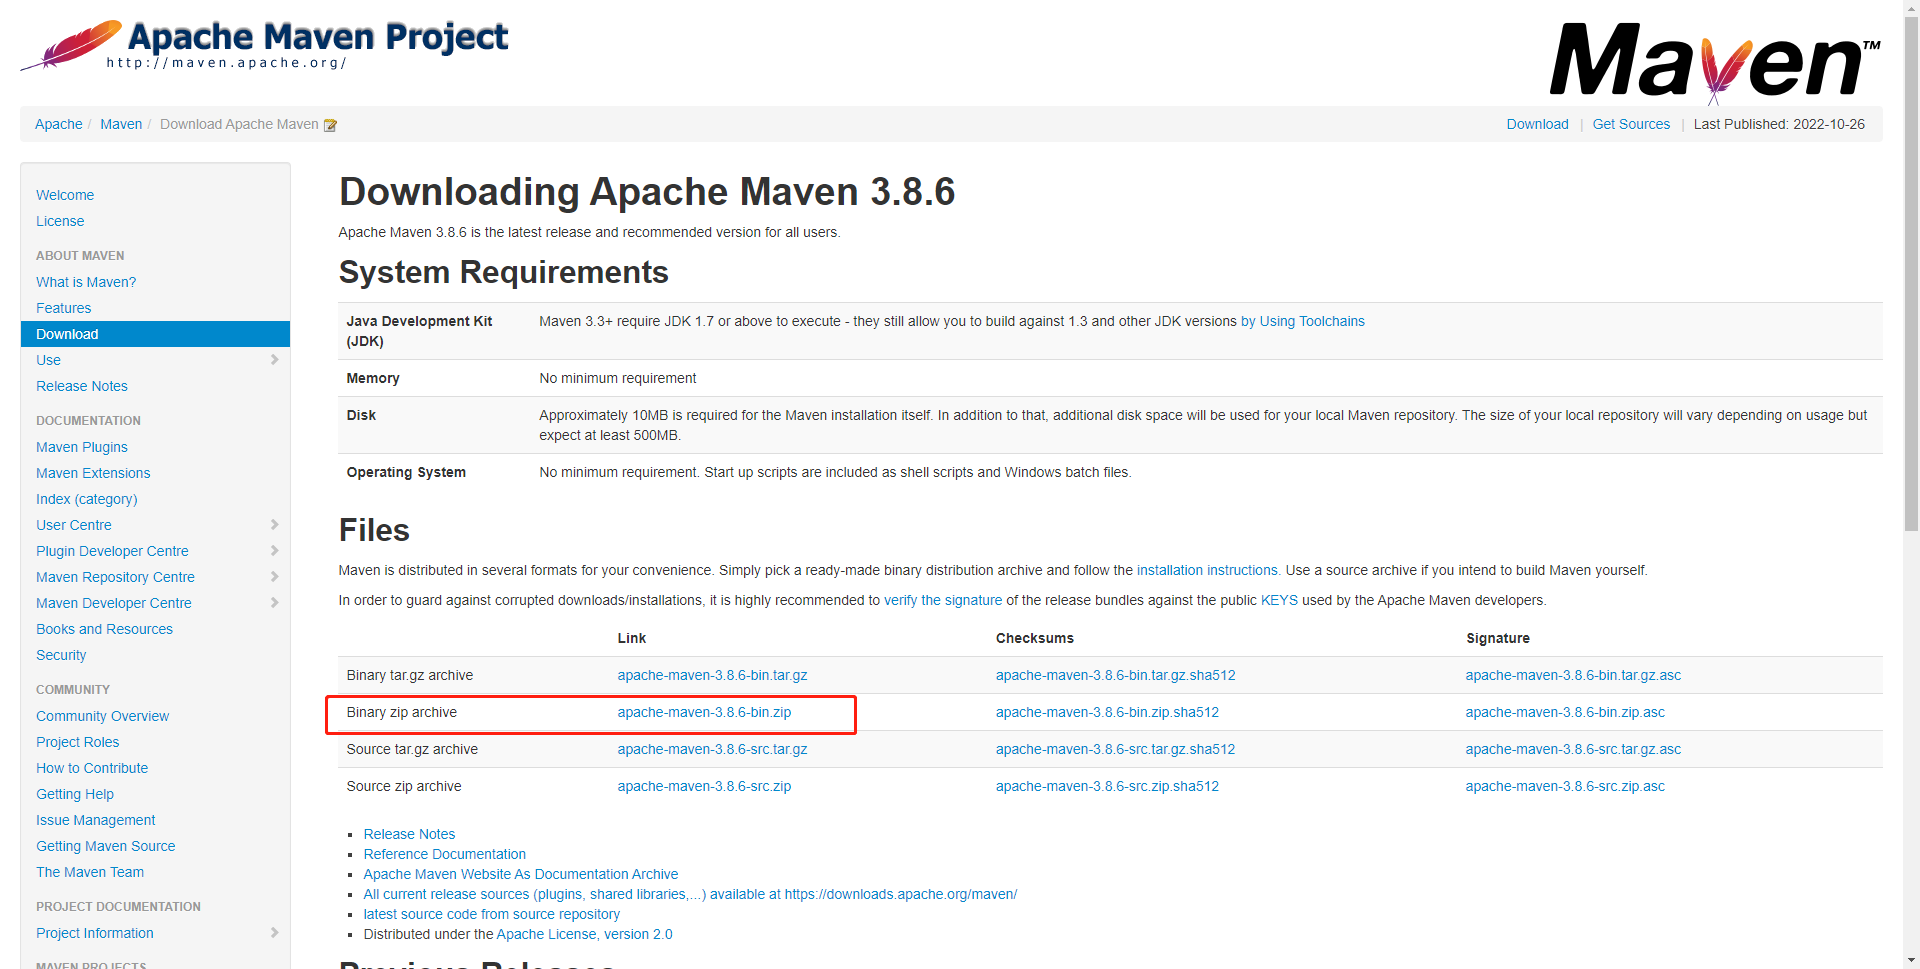 Apache Maven Project
http://maven.apache.org/
Maven™
Apache / Maven / Download Apache Maven
Download | Get Sources | Last Published: 2022-10-26
Welcome
License
ABOUT MAVEN
What is Maven?
Features
Download
Use
Release Notes
DOCUMENTATION
Maven Plugins
Maven Extensions
Index (category)
User Centre
Plugin Developer Centre
Maven Repository Centre
Maven Developer Centre
Books and Resources
Security
COMMUNITY
Community Overview
Project Roles
How to Contribute
Getting Help
Issue Management
Getting Maven Source
The Maven Team
PROJECT DOCUMENTATION
Project Information
MAVEN PROJECTS
Downloading Apache Maven 3.8.6
Apache Maven 3.8.6 is the latest release and recommended version for all users.
System Requirements
Java Development Kit
(JDK)
Maven 3.3+ require JDK 1.7 or above to execute - they still allow you to build against 1.3 and other JDK versions by Using Toolchains
Memory
No minimum requirement
Disk
Approximately 10MB is required for the Maven installation itself. In addition to that, additional disk space will be used for your local Maven repository. The size of your local repository will vary depending on usage but
expect at least 500MB.
Operating System
No minimum requirement. Start up scripts are included as shell scripts and Windows batch files.
Files
Maven is distributed in several formats for your convenience. Simply pick a ready-made binary distribution archive and follow the installation instructions. Use a source archive if you intend to build Maven yourself.
In order to guard against corrupted downloads/installations, it is highly recommended to verify the signature of the release bundles against the public KEYS used by the Apache Maven developers.
Link Checksums Signature
Binary tar.gz archive apache-maven-3.8.6-bin.tar.gz apache-maven-3.8.6-bin.tar.gz.sha512 apache-maven-3.8.6-bin.tar.gz.asc
Binary zip archive apache-maven-3.8.6-bin.zip apache-maven-3.8.6-bin.zip.sha512 apache-maven-3.8.6-bin.zip.asc
Source tar.gz archive apache-maven-3.8.6-src.tar.gz apache-maven-3.8.6-src.tar.gz.sha512 apache-maven-3.8.6-src.tar.gz.asc
Source zip archive apache-maven-3.8.6-src.zip apache-maven-3.8.6-src.zip.sha512 apache-maven-3.8.6-src.zip.asc
Release Notes
Reference Documentation
Apache Maven Website As Documentation Archive
All current release sources (plugins, shared libraries,...) available at https://downloads.apache.org/maven/
latest source code from source repository
Distributed under the Apache License, version 2.0
Previous Releases